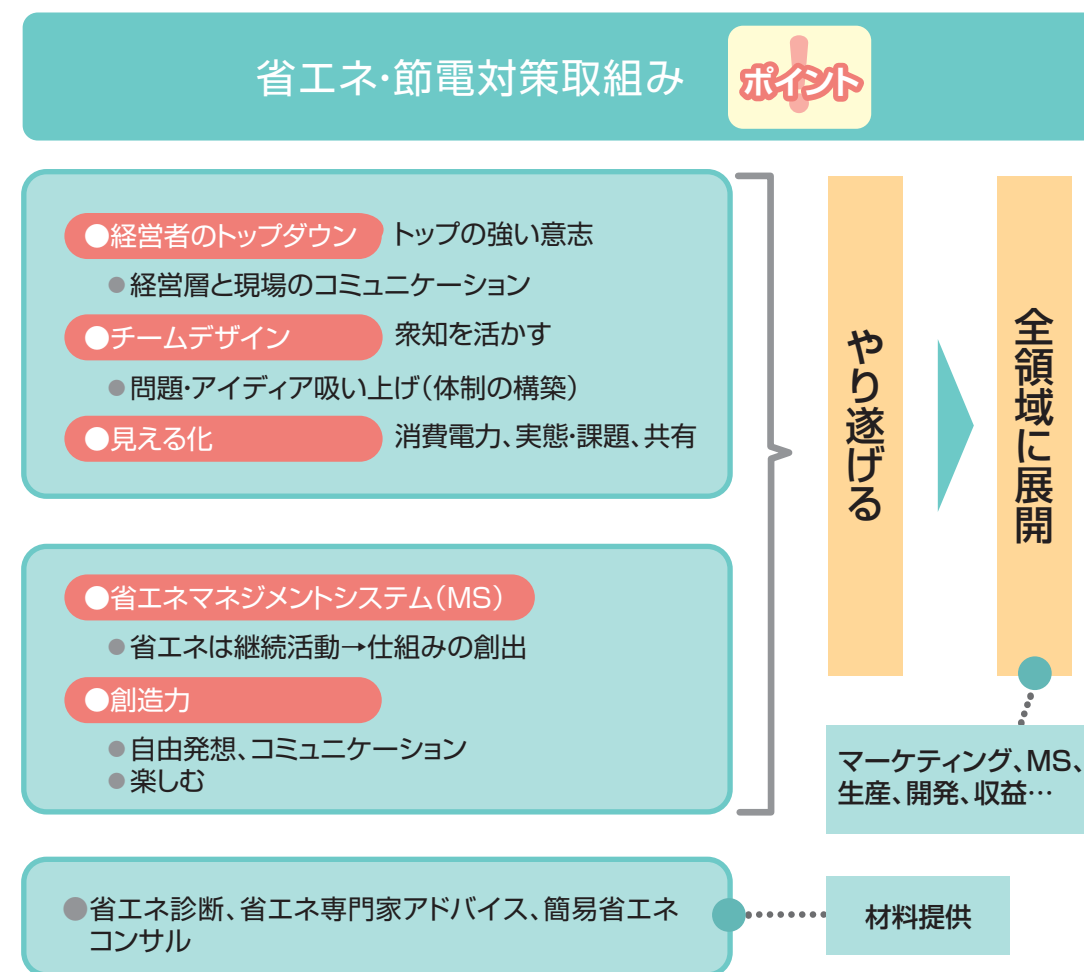 省エネ・節電対策取組み ポイント!
●経営者のトップダウン トップの強い意志
●経営層と現場のコミュニケーション
●チームデザイン 衆知を活かす
●問題・アイディア吸い上げ(体制の構築)
●見える化 消費電力、実態・課題、共有
●省エネマネジメントシステム(MS)
●省エネは継続活動→仕組みの創出
●創造力
●自由発想、コミュニケーション
●楽しむ
やり遂げる
全領域に展開
マーケティング、MS、
生産、開発、収益…
●省エネ診断、省エネ専門家アドバイス、簡易省エネ
コンサル
材料提供